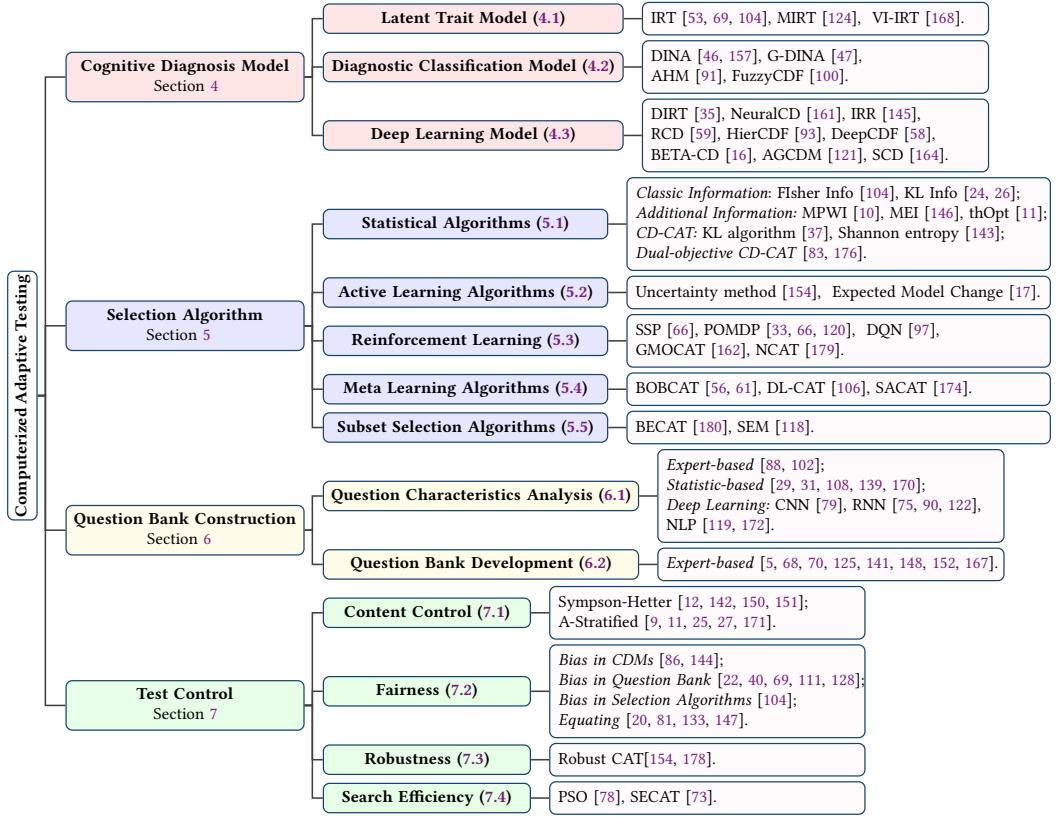 Computerized Adaptive Testing
Cognitive Diagnosis Model
Section 4
Latent Trait Model (4.1)
IRT [53, 69, 104], MIRT [124], VI-IRT [168].
Diagnostic Classification Model (4.2)
DINA [46, 157], G-DINA [47],
AHM [91], FuzzyCDF [100].
Deep Learning Model (4.3)
DIRT [35], NeuralCD [161], IRR [145],
RCD [59], HierCDF [93], DeepCDF [58],
BETA-CD [16], AGCDM [121], SCD [164].
Selection Algorithm
Section 5
Statistical Algorithms (5.1)
Classic Information: FIsher Info [104], KL Info [24, 26];
Additional Information: MPWI [10], MEI [146], thOpt [11];
CD-CAT: KL algorithm [37], Shannon entropy [143];
Dual-objective CD-CAT [83, 176].
Active Learning Algorithms (5.2)
Uncertainty method [154], Expected Model Change [17].
Reinforcement Learning (5.3)
SSP [66], POMDP [33, 66, 120], DQN [97],
GMOCAT [162], NCAT [179].
Meta Learning Algorithms (5.4)
BOBCAT [56, 61], DL-CAT [106], SACAT [174].
Subset Selection Algorithms (5.5)
BECAT [180], SEM [118].
Question Bank Construction
Section 6
Question Characteristics Analysis (6.1)
Expert-based [88, 102];
Statistic-based [29, 31, 108, 139, 170];
Deep Learning: CNN [79], RNN [75, 90, 122],
NLP [119, 172].
Question Bank Development (6.2)
Expert-based [5, 68, 70, 125, 141, 148, 152, 167].
Test Control
Section 7
Content Control (7.1)
Sympson-Hetter [12, 142, 150, 151];
A-Stratified [9, 11, 25, 27, 171].
Fairness (7.2)
Bias in CDMs [86, 144];
Bias in Question Bank [22, 40, 69, 111, 128];
Bias in Selection Algorithms [104];
Equating [20, 81, 133, 147].
Robustness (7.3)
Robust CAT[154, 178].
Search Efficiency (7.4)
PSO [78], SECAT [73].